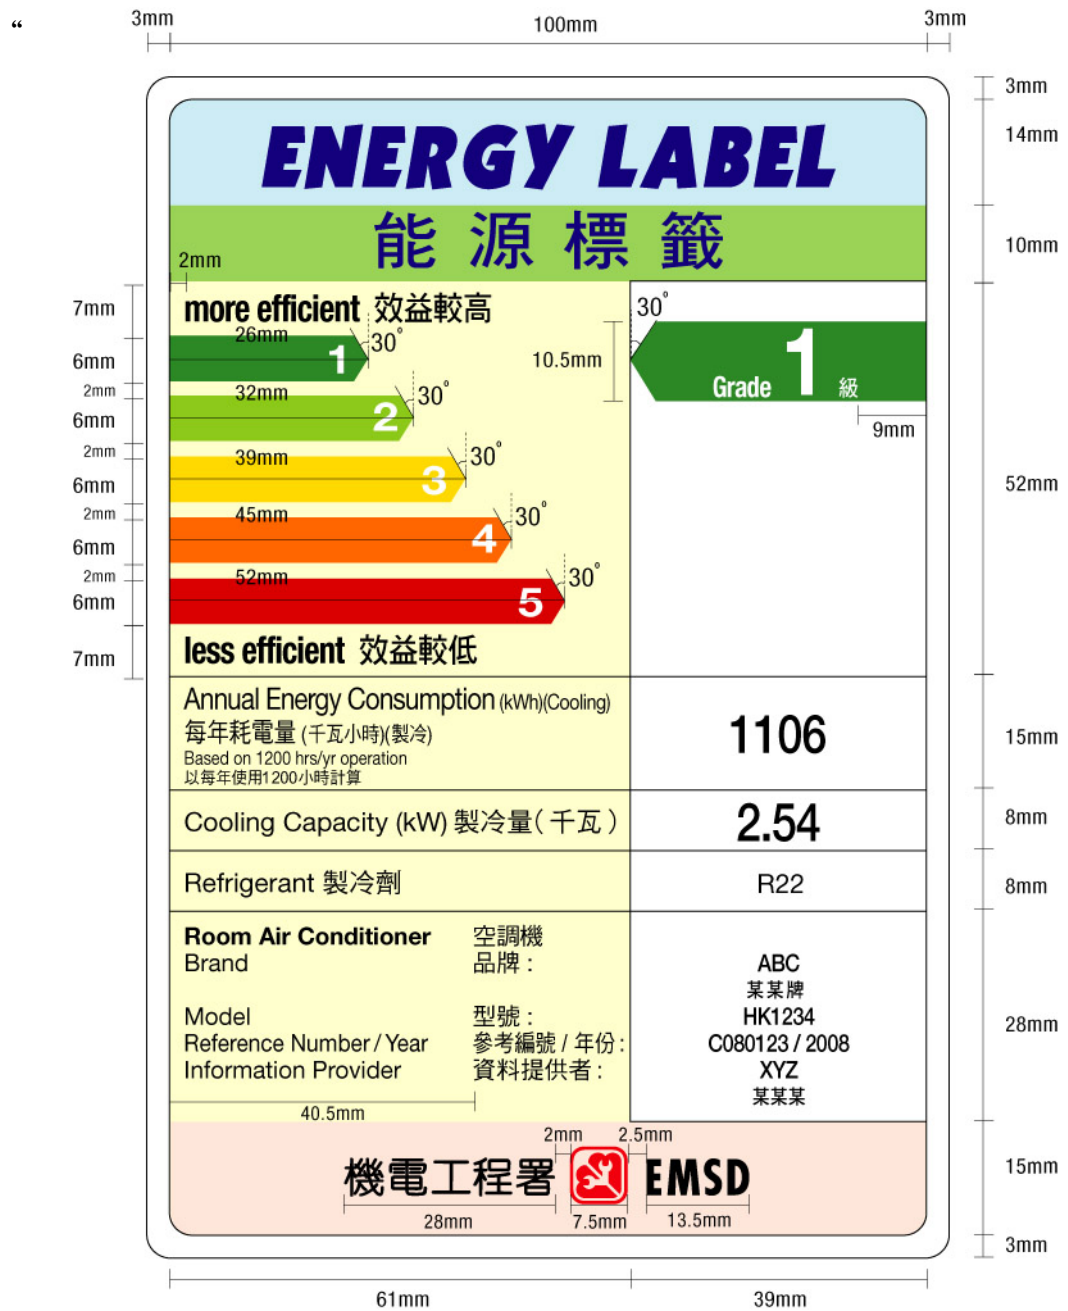 “
3mm 100mm 3mm
3mm
ENERGY LABEL
14mm
能源標籤
10mm
2mm
more efficient 效益較高
7mm
30°
26mm
30°
1
6mm
10.5mm
Grade 1 級
2mm
32mm
30°
2
6mm
9mm
2mm
39mm
30°
3
6mm
52mm
2mm
45mm
30°
4
6mm
2mm
52mm
30°
5
6mm
less efficient 效益較低
7mm
Annual Energy Consumption (kWh)(Cooling)
每年耗電量 (千瓦小時)(製冷)
Based on 1200 hrs/yr operation
以每年使用1200小時計算
1106
15mm
Cooling Capacity (kW) 製冷量(千瓦) 2.54
8mm
Refrigerant 製冷劑 R22
8mm
Room Air Conditioner 空調機
Brand 品牌 : ABC
某某牌
Model 型號 : HK1234
Reference Number / Year 參考編號 / 年份 : C080123 / 2008
Information Provider 資料提供者 : XYZ
某某某
28mm
40.5mm
2mm 2.5mm
機電工程署 EMSD
15mm
28mm 7.5mm 13.5mm
3mm
61mm 39mm